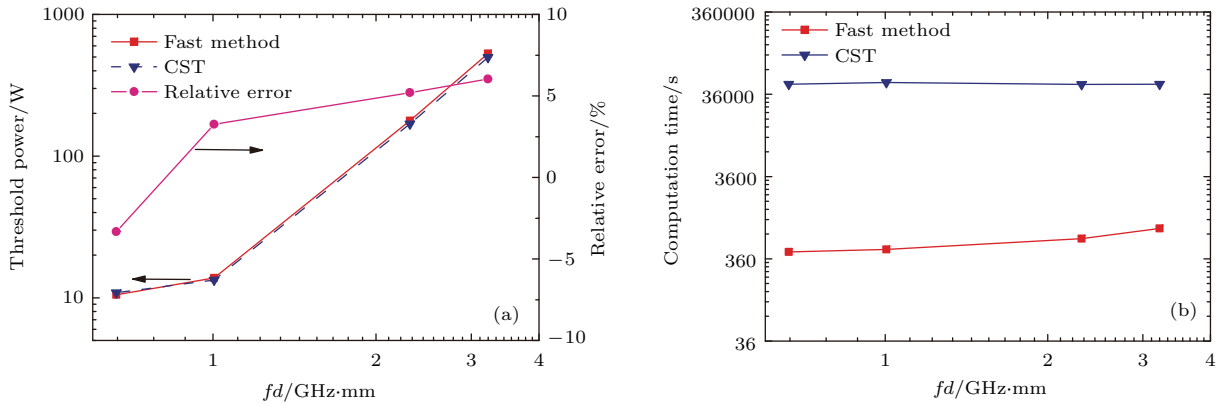 1000
100
10
Threshold power/W
Fast method
CST
Relative error
10
5
0
−5
−10
Relative error/%
(a)
1
2
3
4
fd/GHz·mm
360000
36000
3600
360
36
Computation time/s
Fast method
CST
(b)
1
2
3
4
fd/GHz·mm